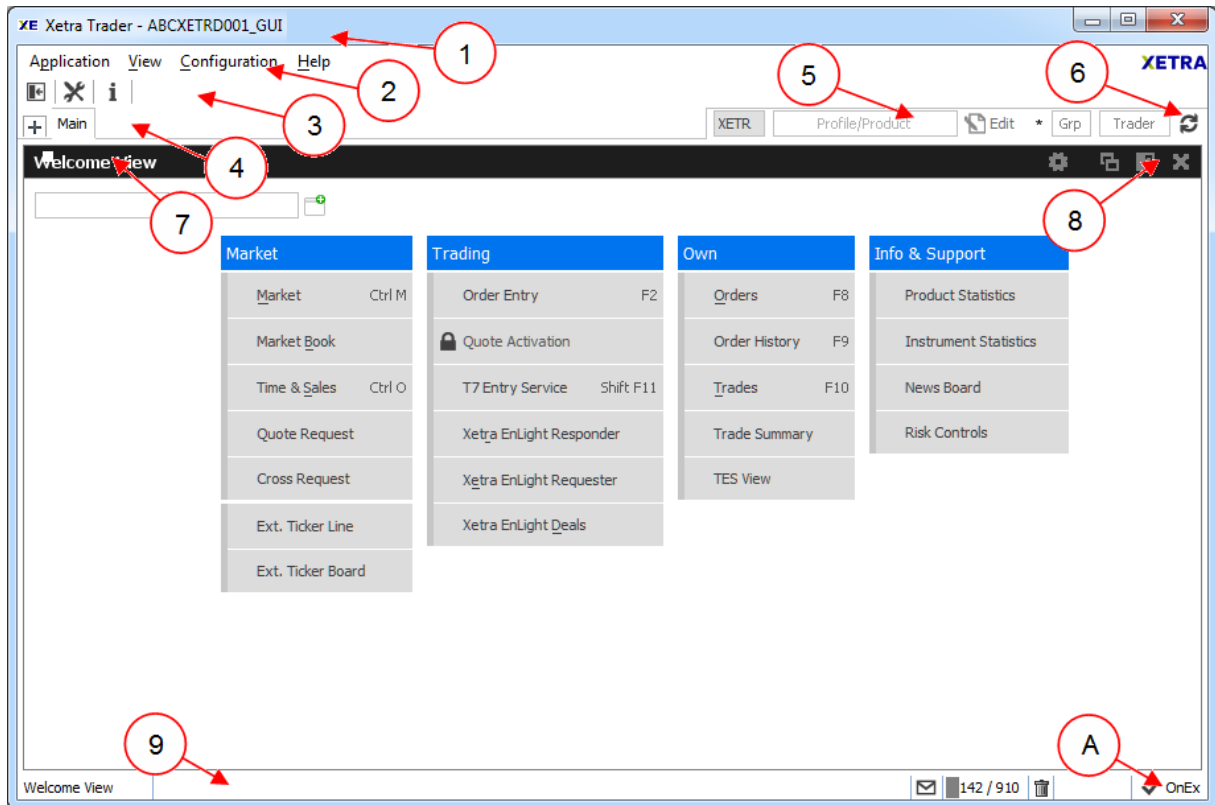 XE Xetra Trader - ABCXETRD001_GUI
1
Application View Configuration Help
XETRA
2
5
6
3
Main
XETR Profile/Product Edit * Grp Trader
4
Welcome View
7
8
Market Trading Own Info & Support
Market Ctrl M Order Entry F2 Orders F8 Product Statistics
Market Book Quote Activation Order History F9 Instrument Statistics
Time & Sales Ctrl O T7 Entry Service Shift F11 Trades F10 News Board
Quote Request Xetra EnLight Responder Trade Summary Risk Controls
Cross Request Xetra EnLight Requester TES View
Ext. Ticker Line Xetra EnLight Deals
Ext. Ticker Board
9
A
Welcome View 142 / 910 OnEx